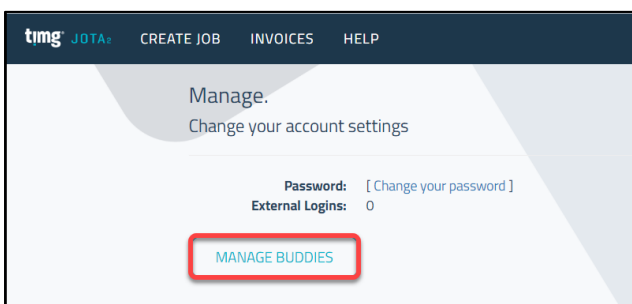 timg JOTA2 CREATE JOB INVOICES HELP
Manage.
Change your account settings
Password: [ Change your password ]
External Logins: 0
MANAGE BUDDIES